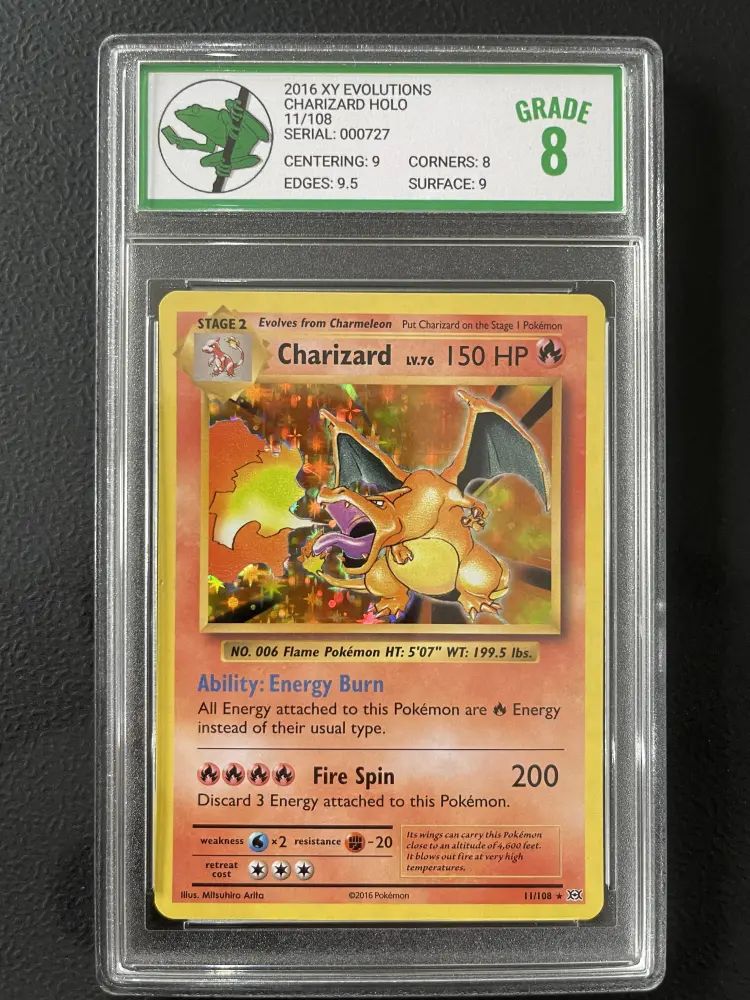 2016 XY EVOLUTIONS
CHARIZARD HOLO
11/108
SERIAL: 000727
CENTERING: 9 CORNERS: 8
EDGES: 9.5 SURFACE: 9
GRADE
8
STAGE 2 Evolves from Charmeleon Put Charizard on the Stage 1 Pokémon
Charizard LV.76 150 HP
NO. 006 Flame Pokémon HT: 5'07" WT: 199.5 lbs.
Ability: Energy Burn
All Energy attached to this Pokémon are Energy
instead of their usual type.
Fire Spin 200
Discard 3 Energy attached to this Pokémon.
weakness ×2 resistance -20
retreat
cost
Its wings can carry this Pokémon
close to an altitude of 4,600 feet.
It blows out fire at very high
temperatures.
Illus. Mitsuhiro Arita ©2016 Pokémon 11/108 ★